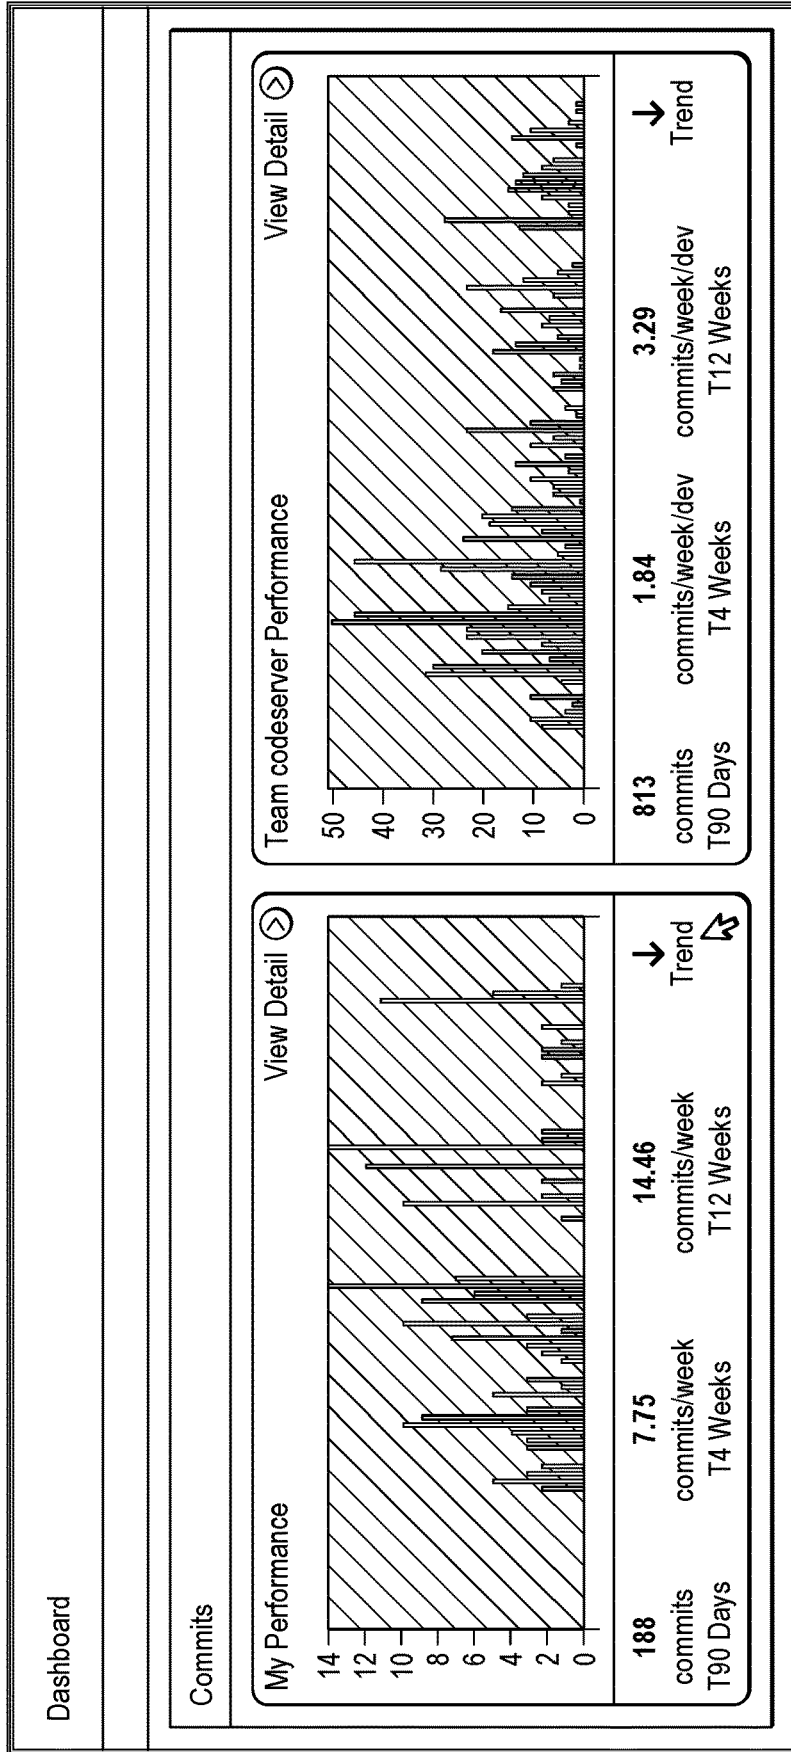 Dashboard
Commits
My Performance
View Detail
14
12
10
8
6
4
2
0
188
commits
T90 Days
7.75
commits/week
T4 Weeks
14.46
commits/week
T12 Weeks
Trend
Team codeserver Performance
View Detail
50
40
30
20
10
0
813
commits
T90 Days
1.84
commits/week/dev
T4 Weeks
3.29
commits/week/dev
T12 Weeks
Trend